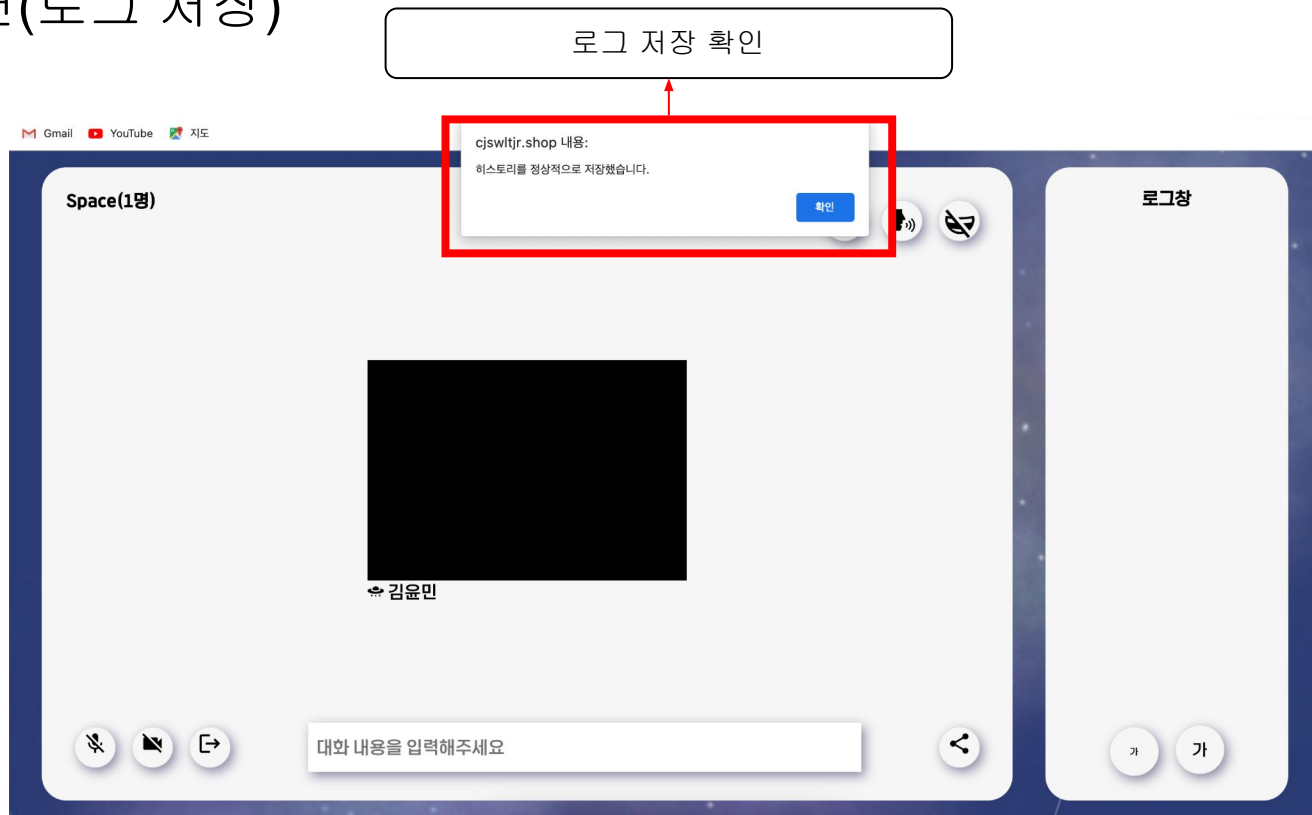 (로그 저장)
로그 저장 확인
Gmail YouTube 지도
cjswltjr.shop 내용:
히스토리를 정상적으로 저장했습니다.
확인
Space(1명)
로그창
김윤민
대화 내용을 입력해주세요
가 가